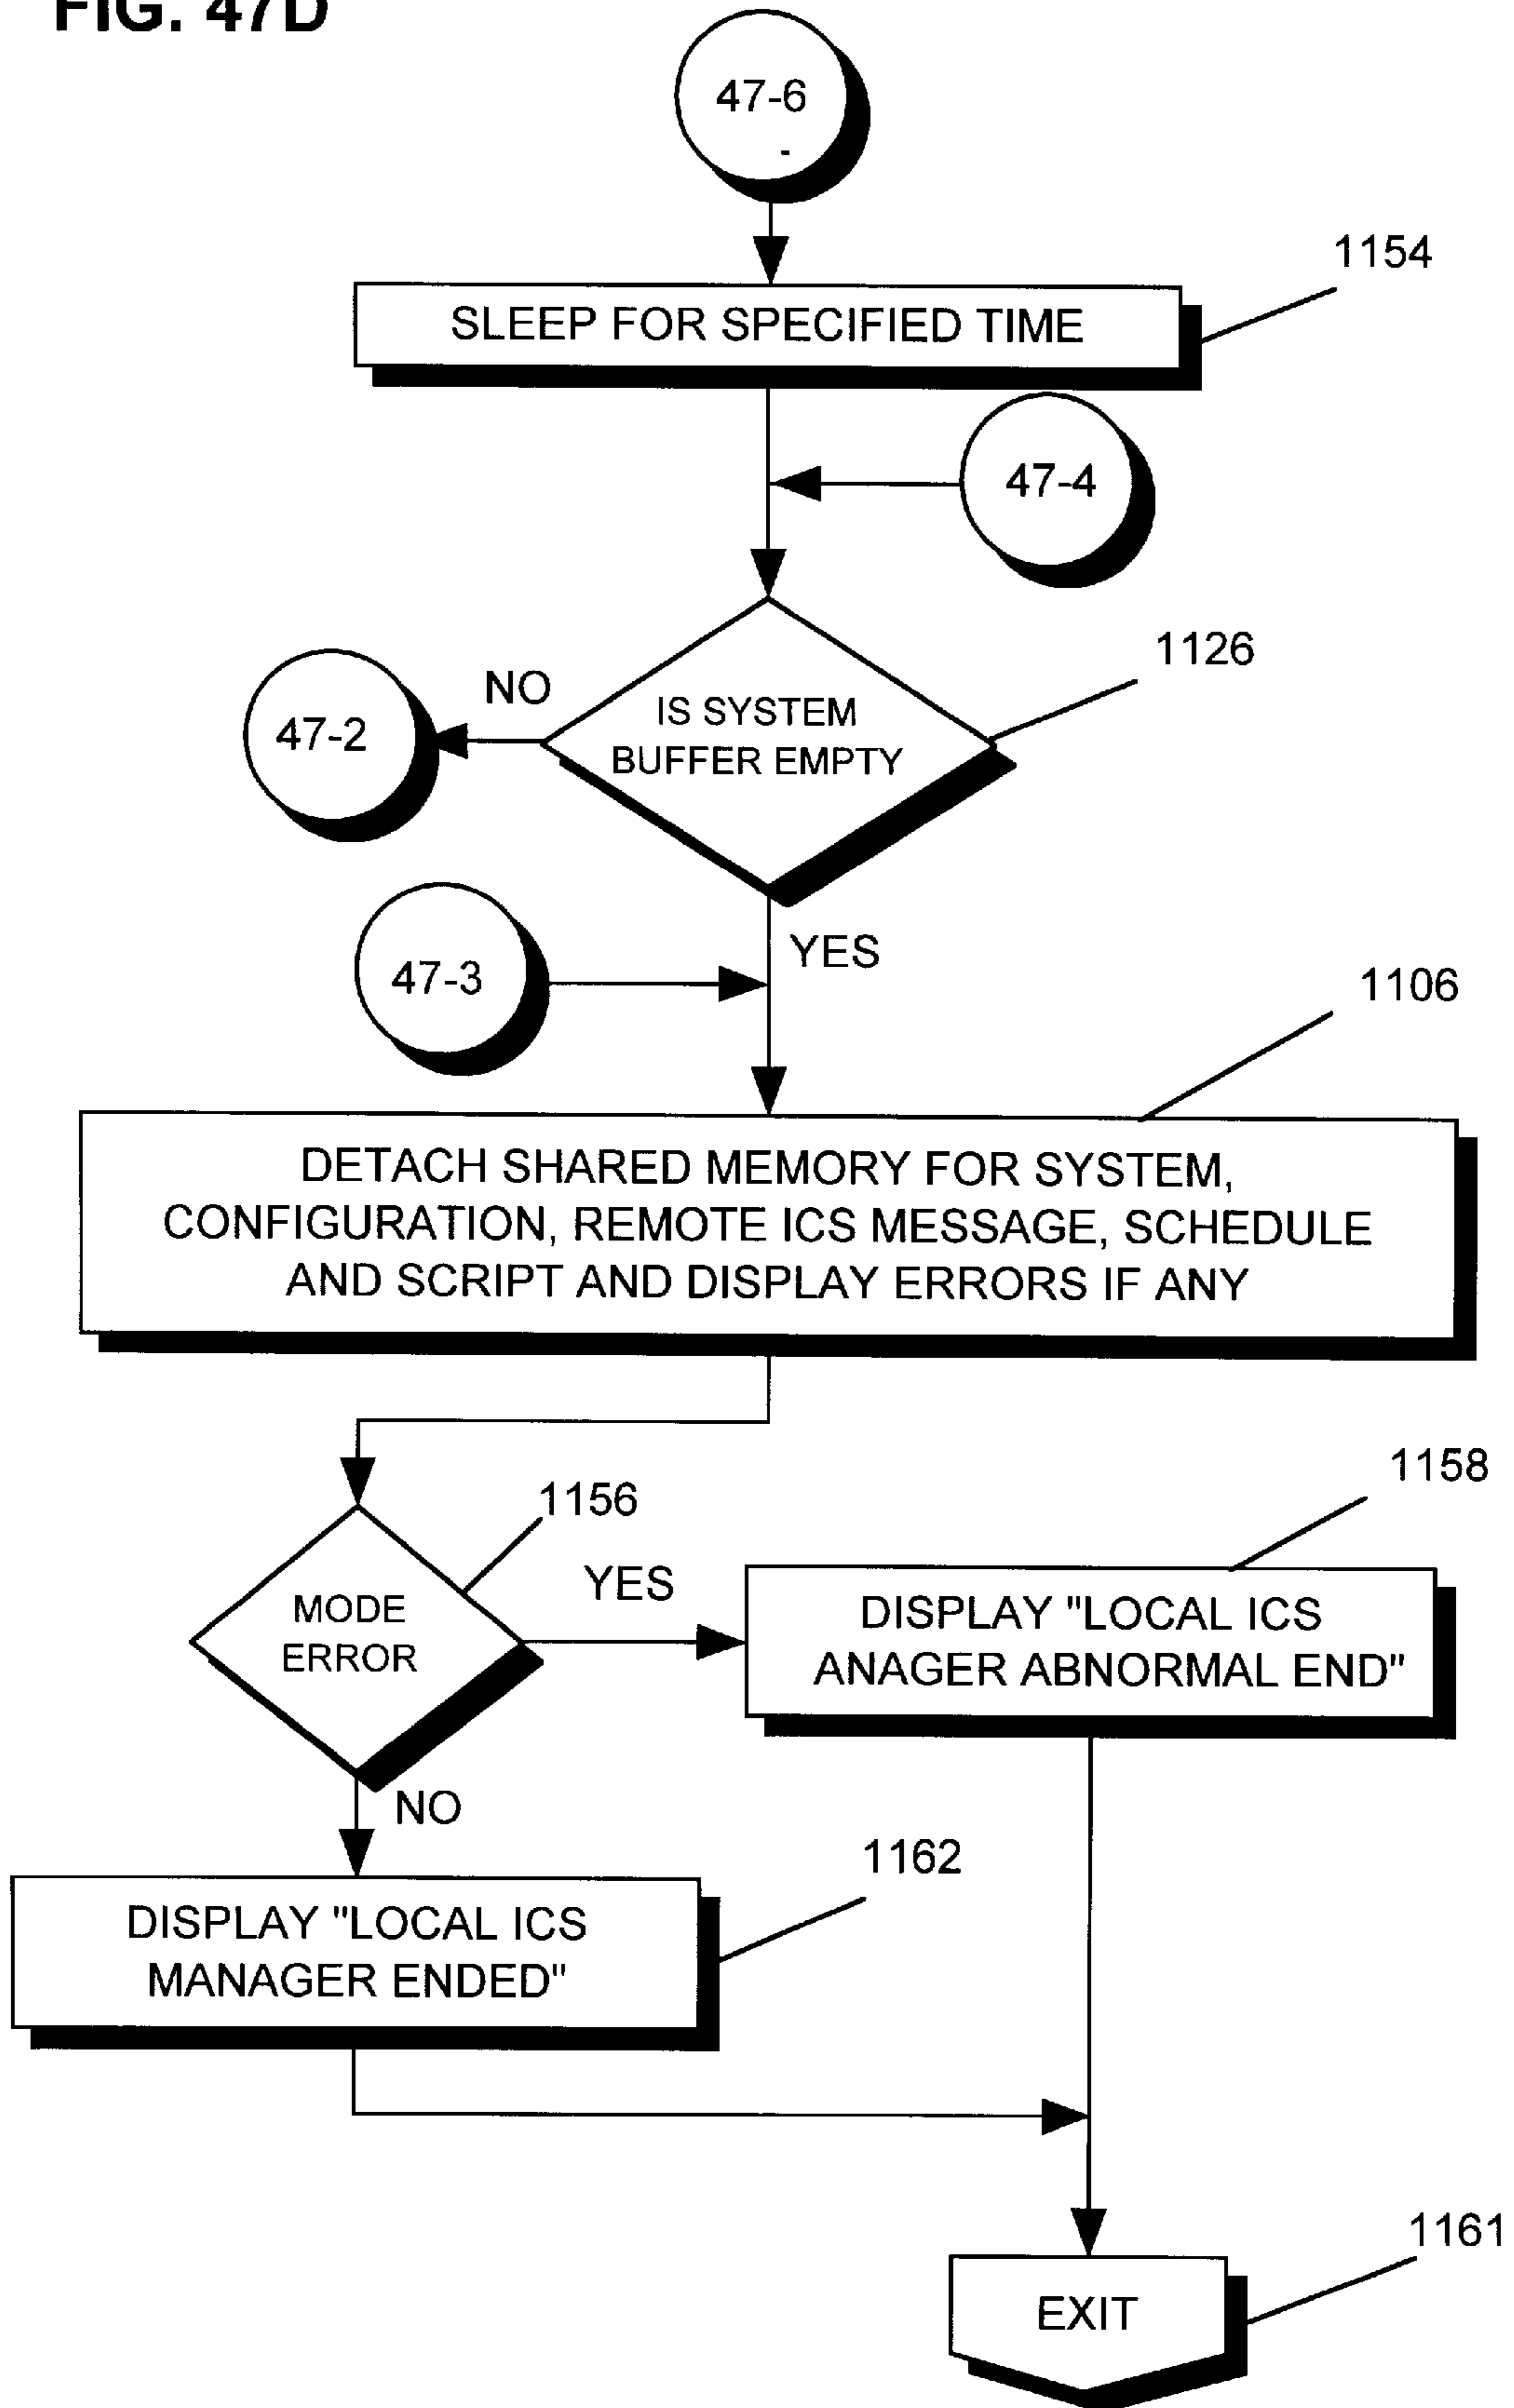 FIG. 47D
47-6
-
1154
SLEEP FOR SPECIFIED TIME
47-4
1126
NO
IS SYSTEM
BUFFER EMPTY
47-2
YES
47-3
1106
DETACH SHARED MEMORY FOR SYSTEM,
CONFIGURATION, REMOTE ICS MESSAGE, SCHEDULE
AND SCRIPT AND DISPLAY ERRORS IF ANY
1156
1158
YES
MODE
ERROR
DISPLAY "LOCAL ICS
ANAGER ABNORMAL END"
NO
1162
DISPLAY "LOCAL ICS
MANAGER ENDED"
1161
EXIT